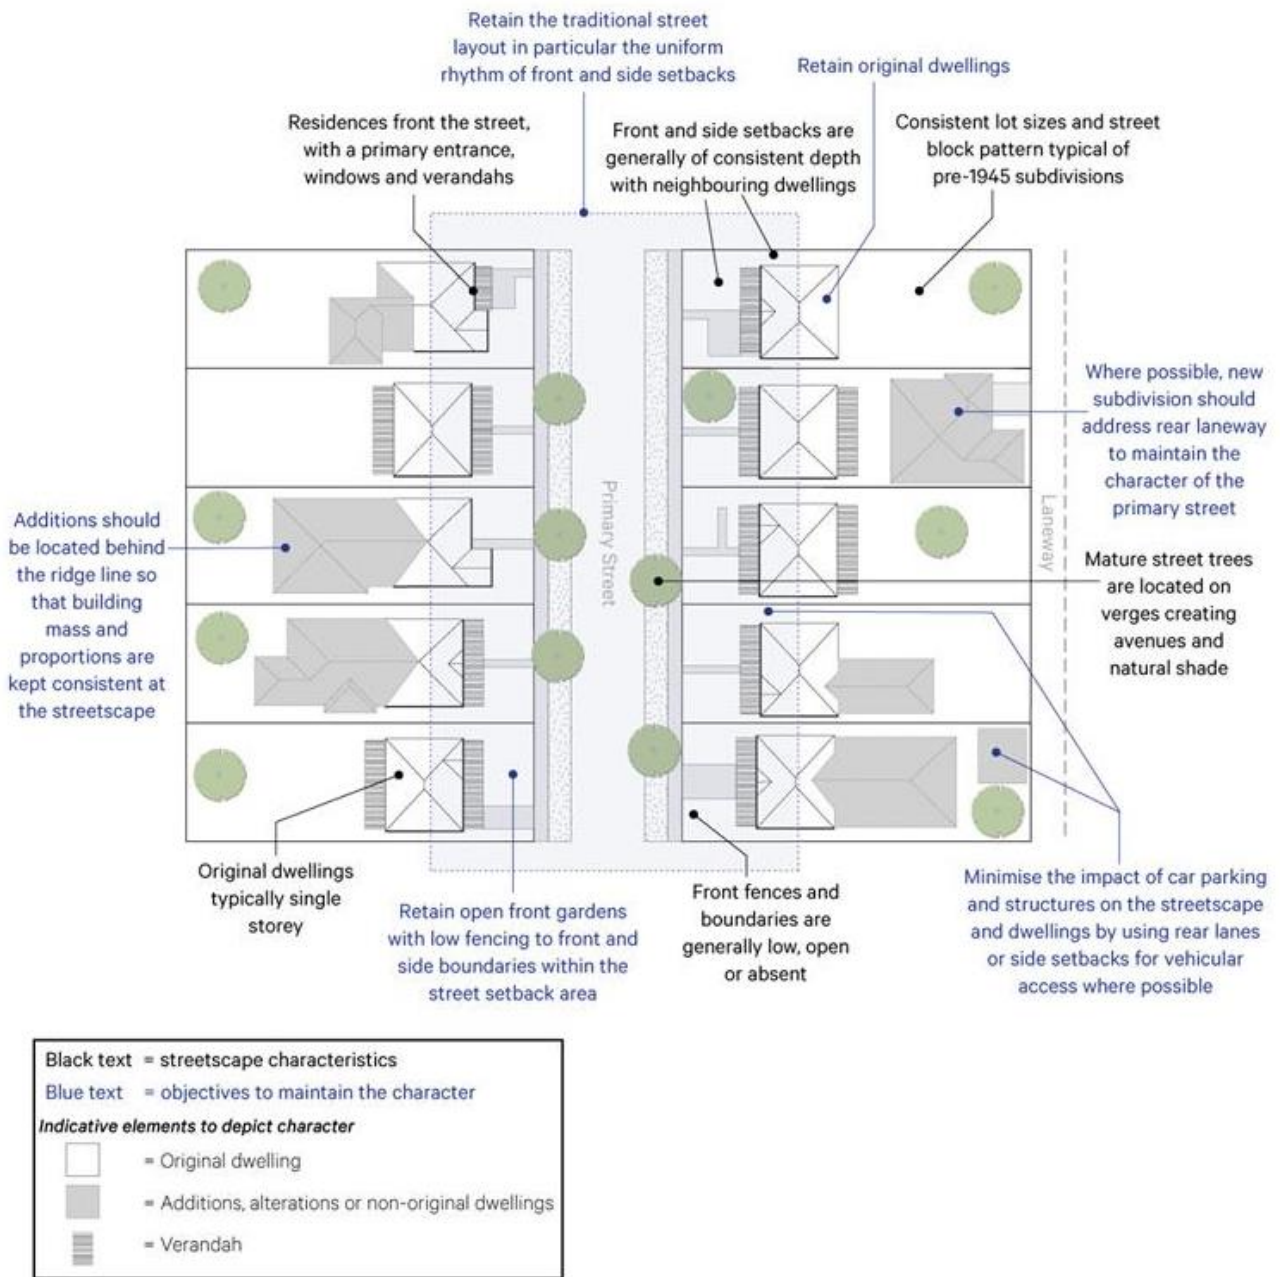 Retain the traditional street
layout in particular the uniform
rhythm of front and side setbacks
Retain original dwellings
Residences front the street,
with a primary entrance,
windows and verandahs
Front and side setbacks are
generally of consistent depth
with neighbouring dwellings
Consistent lot sizes and street
block pattern typical of
pre-1945 subdivisions
Where possible, new
subdivision should
address rear laneway
to maintain the
character of the
primary street
Primary Street
Laneway
Additions should
be located behind
the ridge line so
that building
mass and
proportions are
kept consistent at
the streetscape
Mature street trees
are located on
verges creating
avenues and
natural shade
Original dwellings
typically single
storey
Retain open front gardens
with low fencing to front and
side boundaries within the
street setback area
Front fences and
boundaries are
generally low, open
or absent
Minimise the impact of car parking
and structures on the streetscape
and dwellings by using rear lanes
or side setbacks for vehicular
access where possible
Black text = streetscape characteristics
Blue text = objectives to maintain the character
Indicative elements to depict character
= Original dwelling
= Additions, alterations or non-original dwellings
= Verandah